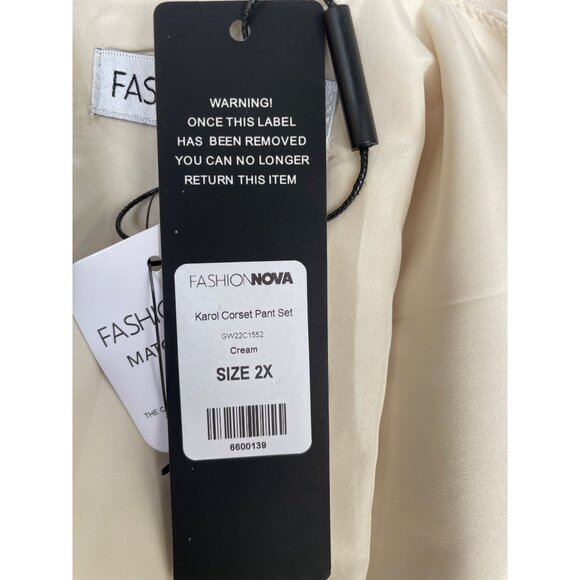 FAS
WARNING!
ONCE THIS LABEL
HAS BEEN REMOVED
YOU CAN NO LONGER
RETURN THIS ITEM
FASHIONNOVA
Karol Corset Pant Set
GW22C1552
Cream
SIZE 2X
6600139
FASHIO
MATC
THE C